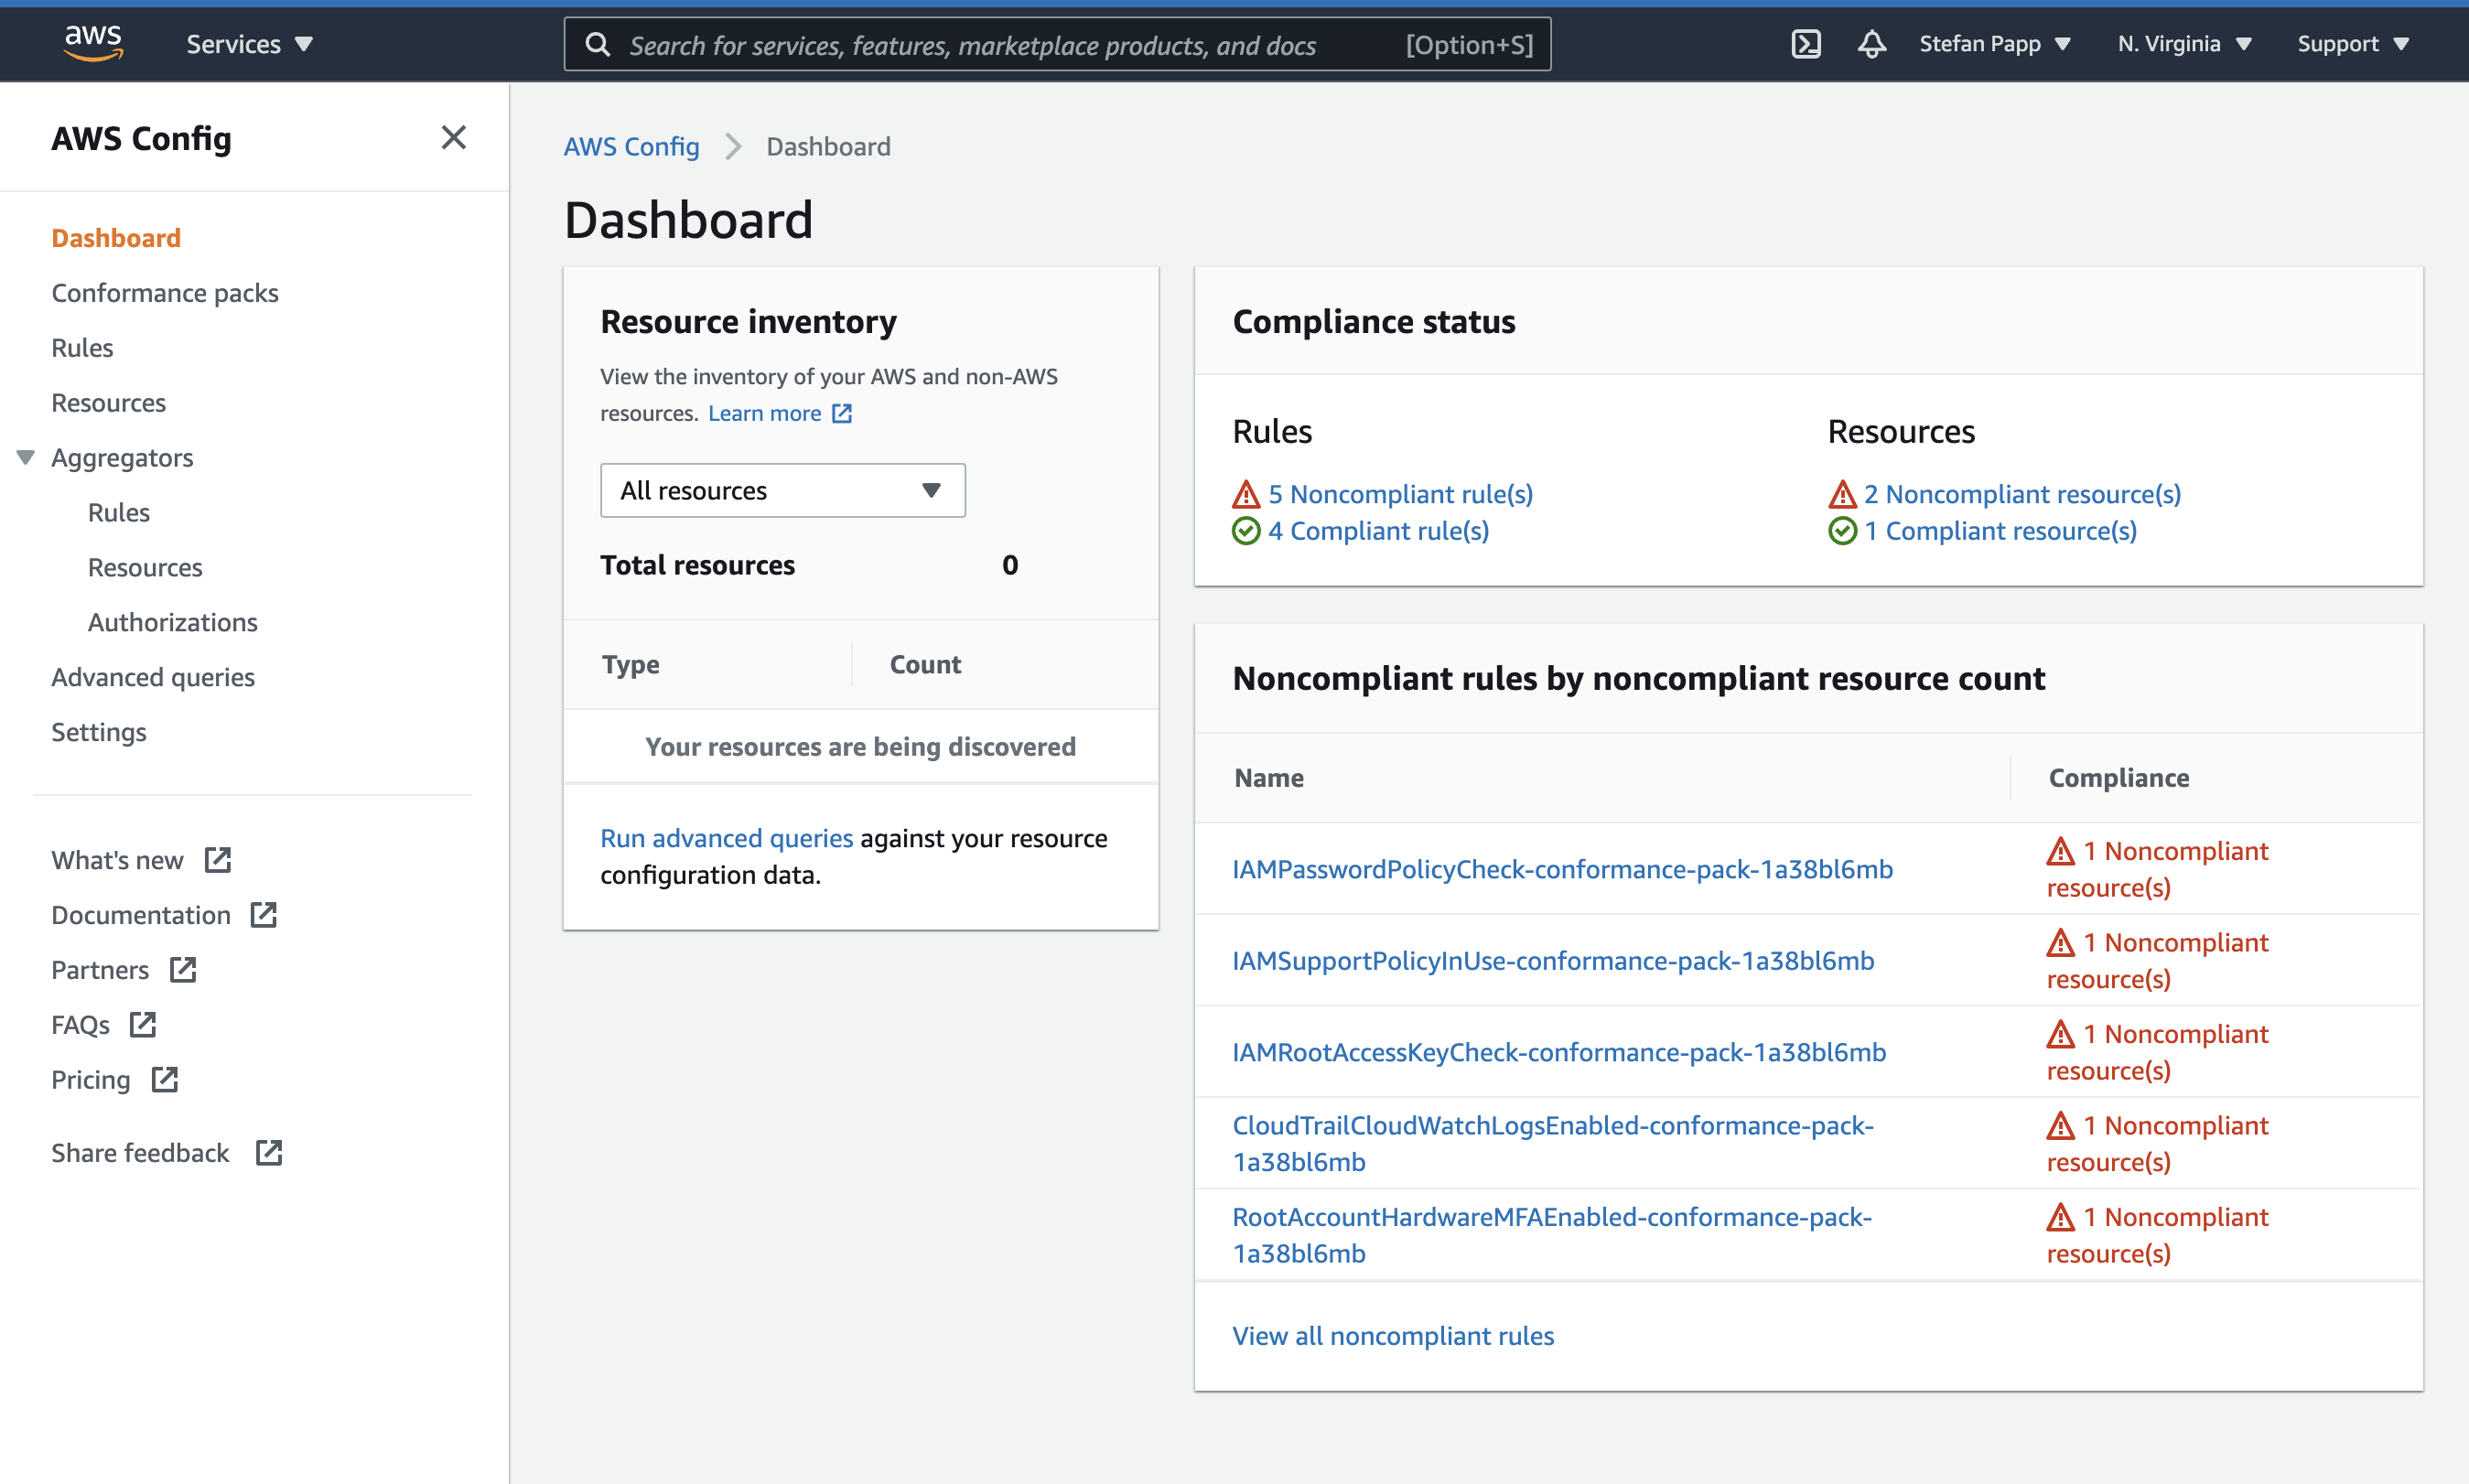 aws
Services
Search for services, features, marketplace products, and docs [Option+S]
Stefan Papp
N. Virginia
Support
AWS Config
Dashboard
Conformance packs
Rules
Resources
Aggregators
Rules
Resources
Authorizations
Advanced queries
Settings
What's new
Documentation
Partners
FAQs
Pricing
Share feedback
AWS Config
Dashboard
Dashboard
Resource inventory
View the inventory of your AWS and non-AWS
resources. Learn more
All resources
Total resources 0
Type Count
Your resources are being discovered
Run advanced queries against your resource
configuration data.
Compliance status
Rules
5 Noncompliant rule(s)
4 Compliant rule(s)
Resources
2 Noncompliant resource(s)
1 Compliant resource(s)
Noncompliant rules by noncompliant resource count
Name Compliance
IAMPasswordPolicyCheck-conformance-pack-1a38bl6mb
1 Noncompliant
resource(s)
IAMSupportPolicyInUse-conformance-pack-1a38bl6mb
1 Noncompliant
resource(s)
IAMRootAccessKeyCheck-conformance-pack-1a38bl6mb
1 Noncompliant
resource(s)
CloudTrailCloudWatchLogsEnabled-conformance-pack-
1a38bl6mb
1 Noncompliant
resource(s)
RootAccountHardwareMFAEnabled-conformance-pack-
1a38bl6mb
1 Noncompliant
resource(s)
View all noncompliant rules